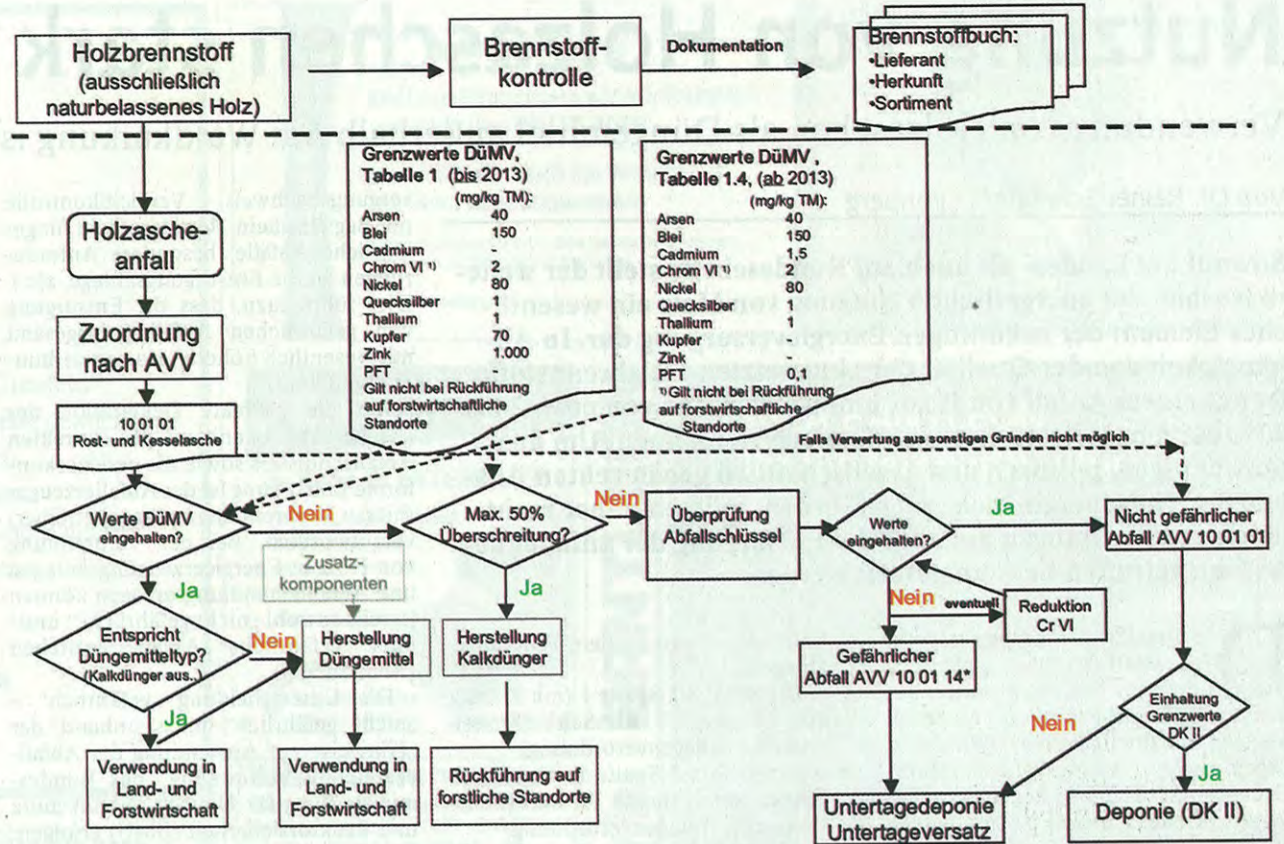 Holzbrennstoff
(ausschließlich
naturbelassenes Holz)
Brennstoff-
kontrolle
Dokumentation
Brennstoffbuch:
•Lieferant
•Herkunft
•Sortiment
Holzasche-
anfall
Zuordnung
nach AVV
10 01 01
Rost- und Kesselasche
Grenzwerte DüMV,
Tabelle 1 (bis 2013)
(mg/kg TM):
Arsen 40
Blei 150
Cadmium 1,5
Chrom VI ¹⁾ 2
Nickel 80
Quecksilber 1
Thallium 1
Kupfer 70
Zink 1.000
PFT -
Gilt nicht bei Rückführung
auf forstwirtschaftliche
Standorte
Grenzwerte DüMV,
Tabelle 1.4, (ab 2013)
(mg/kg TM):
Arsen 40
Blei 150
Cadmium 1,5
Chrom VI ¹⁾ 2
Nickel 80
Quecksilber 1
Thallium 1
Kupfer -
Zink -
PFT 0,1
¹⁾Gilt nicht bei Rückführung
auf forstwirtschaftliche
Standorte
Falls Verwertung aus sonstigen Gründen nicht möglich
Werte DüMV
eingehalten?
Nein
Max. 50%
Überschreitung?
Nein
Überprüfung
Abfallschlüssel
Werte
eingehalten?
Ja
Nicht gefährlicher
Abfall AVV 10 01 01
Zusatz-
komponenten
Ja
Ja
Nein
eventuell
Reduktion
Cr VI
Entspricht
Düngemitteltyp?
(Kalkdünger aus..)
Nein
Herstellung
Düngemittel
Herstellung
Kalkdünger
Gefährlicher
Abfall AVV 10 01 14*
Einhaltung
Grenzwerte
DK II
Nein
Ja
Ja
Verwendung in
Land- und
Forstwirtschaft
Verwendung in
Land- und
Forstwirtschaft
Rückführung auf
forstliche Standorte
Untertagedeponie
Untertageversatz
Deponie (DK II)